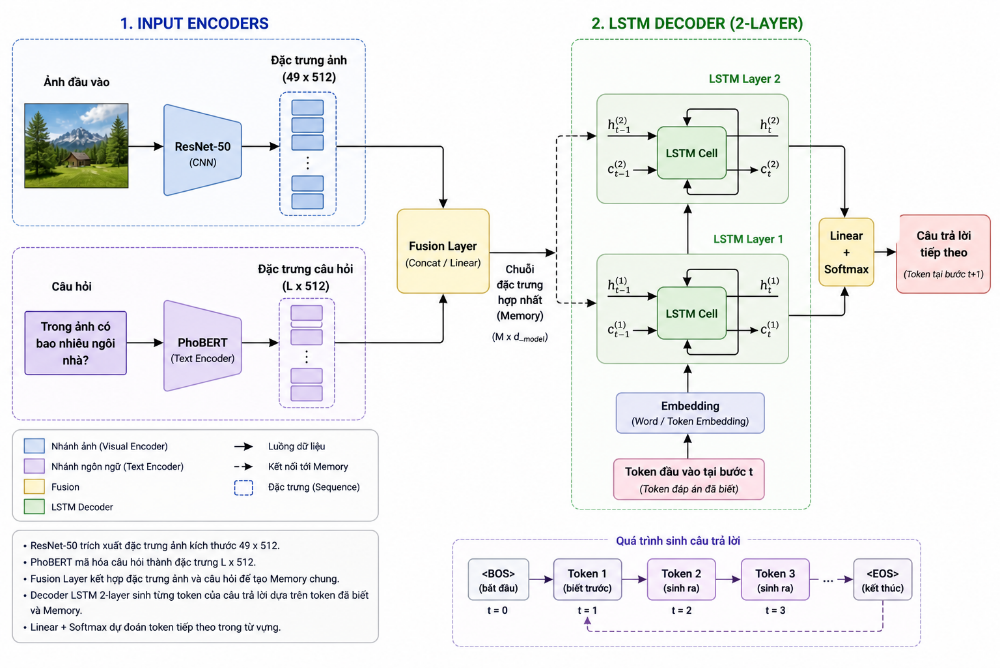 1. INPUT ENCODERS
Ảnh đầu vào
ResNet-50
(CNN)
Đặc trưng ảnh
(49 x 512)
Câu hỏi
Trong ảnh có
bao nhiêu ngôi
nhà?
PhoBERT
(Text Encoder)
Đặc trưng câu hỏi
(L x 512)
Fusion Layer
(Concat / Linear)
Chuỗi
đặc trưng
hợp nhất
(Memory)
(M x d_model)
2. LSTM DECODER (2-LAYER)
LSTM Layer 2
h_{t-1}^{(2)}
LSTM Cell
h_t^{(2)}
c_{t-1}^{(2)}
c_t^{(2)}
LSTM Layer 1
h_{t-1}^{(1)}
LSTM Cell
h_t^{(1)}
c_{t-1}^{(1)}
c_t^{(1)}
Embedding
(Word / Token Embedding)
Token đầu vào tại bước t
(Token đáp án đã biết)
Linear
+
Softmax
Câu trả lời
tiếp theo
(Token tại bước t+1)
Nhánh ảnh (Visual Encoder)
Nhánh ngôn ngữ (Text Encoder)
Fusion
LSTM Decoder
Luồng dữ liệu
Kết nối tới Memory
Đặc trưng (Sequence)
• ResNet-50 trích xuất đặc trưng ảnh kích thước 49 x 512.
• PhoBERT mã hóa câu hỏi thành đặc trưng L x 512.
• Fusion Layer kết hợp đặc trưng ảnh và câu hỏi để tạo Memory chung.
• Decoder LSTM 2-layer sinh từng token của câu trả lời dựa trên token đã biết
và Memory.
• Linear + Softmax dự đoán token tiếp theo trong từ vựng.
Quá trình sinh câu trả lời
<BOS>
(bắt đầu)
t = 0
Token 1
(biết trước)
t = 1
Token 2
(sinh ra)
t = 2
Token 3
(sinh ra)
t = 3
...
<EOS>
(kết thúc)